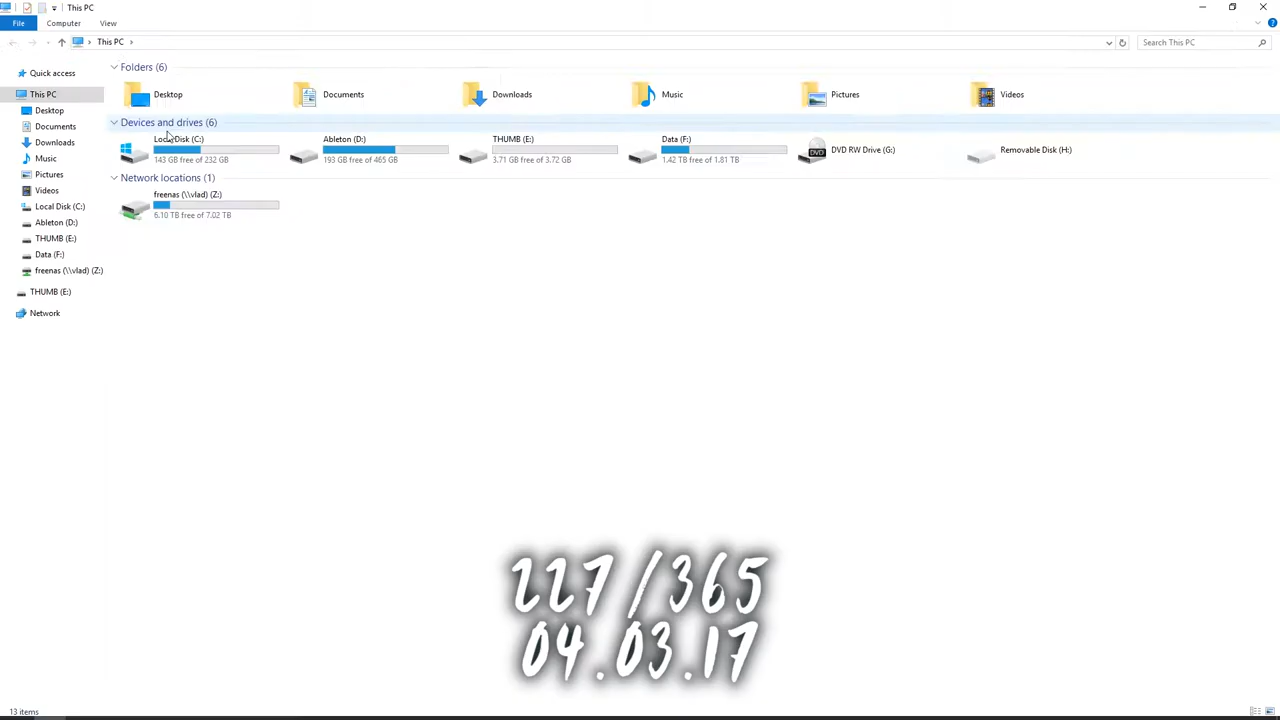 This PC
File
Computer
View
This PC
Search This PC
Quick access
This PC
Desktop
Documents
Downloads
Music
Pictures
Videos
Local Disk (C:)
Ableton (D:)
THUMB (E:)
Data (F:)
freenas (\\vlad) (Z:)
THUMB (E:)
Network
Folders (6)
Desktop
Documents
Downloads
Music
Pictures
Videos
Devices and drives (6)
Local Disk (C:)
143 GB free of 232 GB
Ableton (D:)
193 GB free of 465 GB
THUMB (E:)
3.71 GB free of 3.72 GB
Data (F:)
1.42 TB free of 1.81 TB
DVD RW Drive (G:)
DVD
Removable Disk (H:)
Network locations (1)
freenas (\\vlad) (Z:)
6.10 TB free of 7.02 TB
227/365
04.03.17
13 items